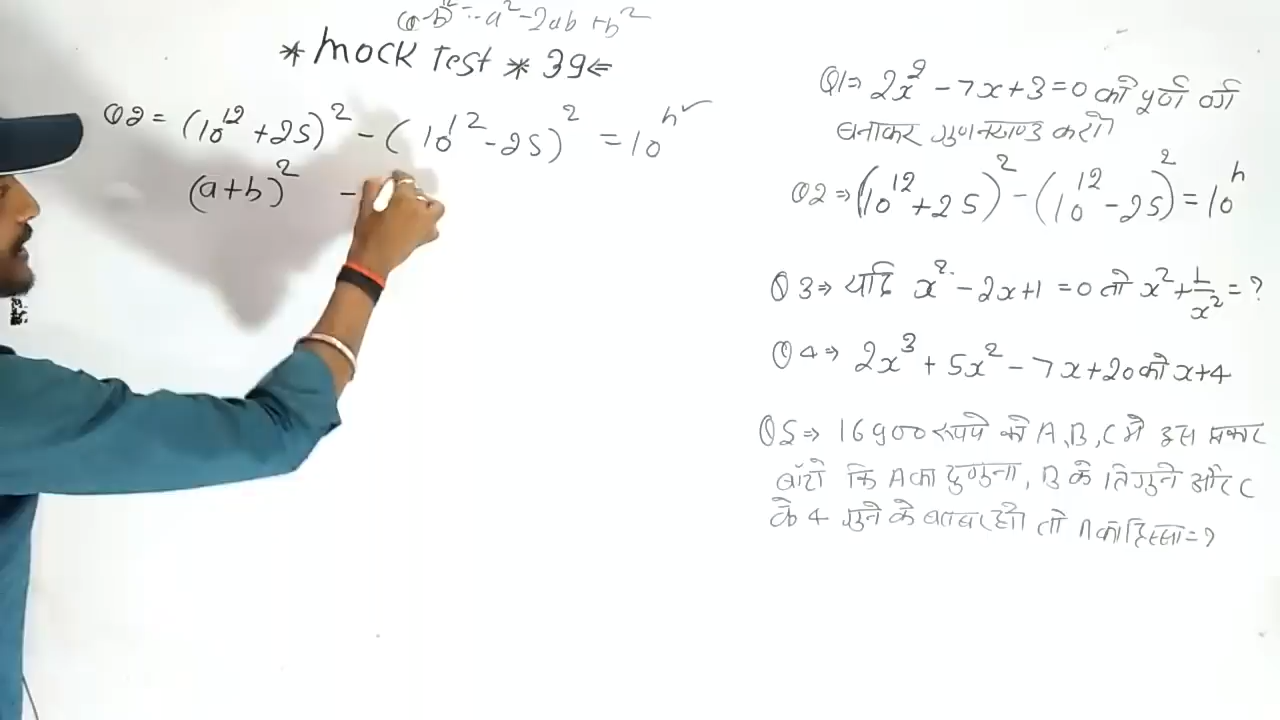 (a-b)² = a² - 2ab + b²
* Mock Test * 39 ⇐
Q2 = (10¹² + 25)² - (10¹² - 25)² = 10ⁿ ✓
(a+b)² -
Q1 ⇒ 2x² - 7x + 3 = 0 को पूर्ण वर्ग
बनाकर गुणनखण्ड करो
Q2 ⇒ (10¹² + 25)² - (10¹² - 25)² = 10ⁿ
Q3 ⇒ यदि x² - 2x + 1 = 0 तो x² + 1/x² = ?
Q4 ⇒ 2x³ + 5x² - 7x + 20 को x + 4
Q5 ⇒ 16900 रुपये को A, B, C में इस प्रकार
बाँटो कि A का दुगुना, B के तिगुने और C
के 4 गुने के बराबर हो तो A का हिस्सा = ?